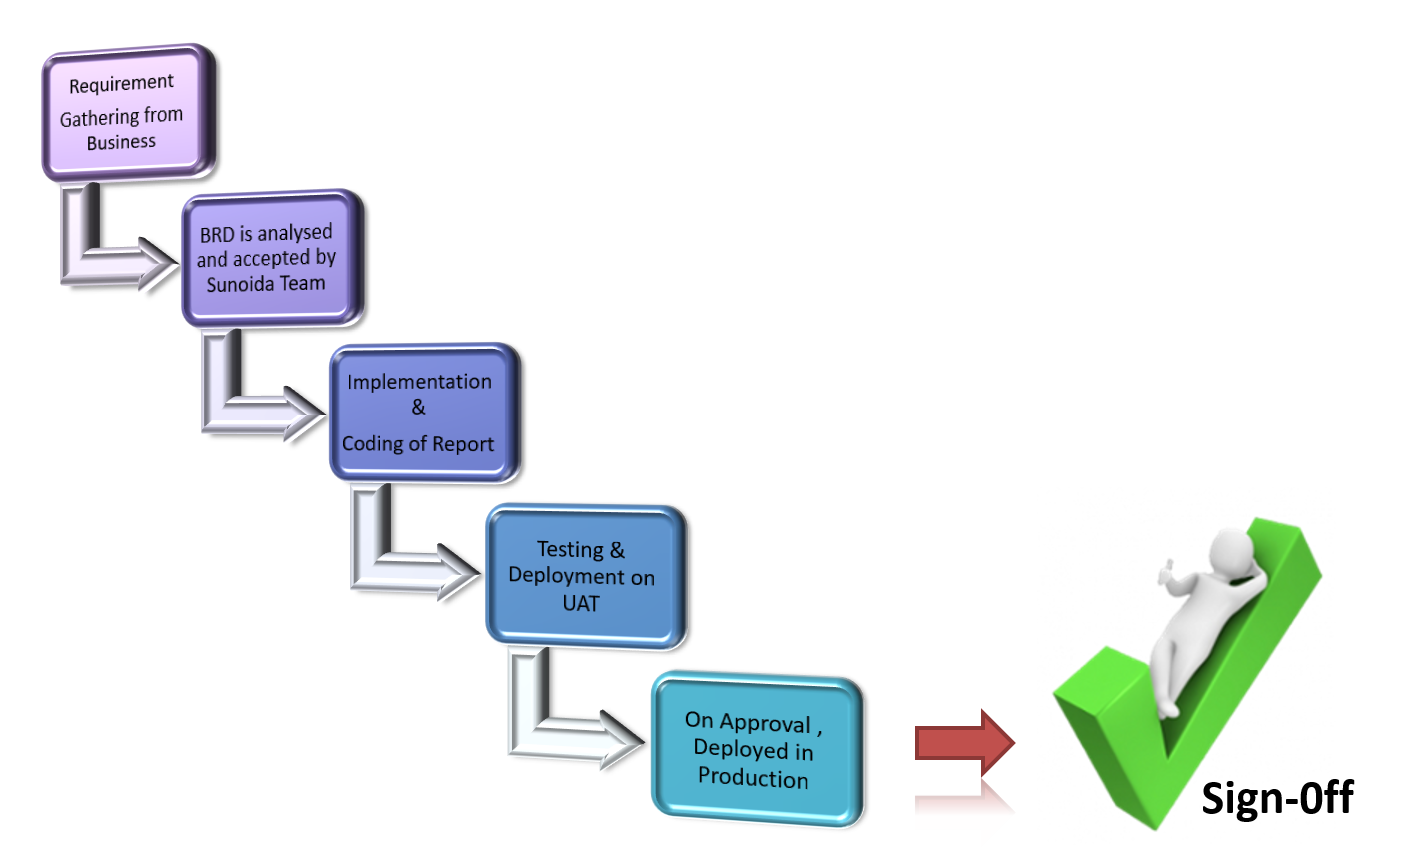 Requirement
Gathering from
Business
BRD is analysed
and accepted by
Sunoida Team
Implementation
&
Coding of Report
Testing &
Deployment on
UAT
On Approval ,
Deployed in
Production
Sign-0ff